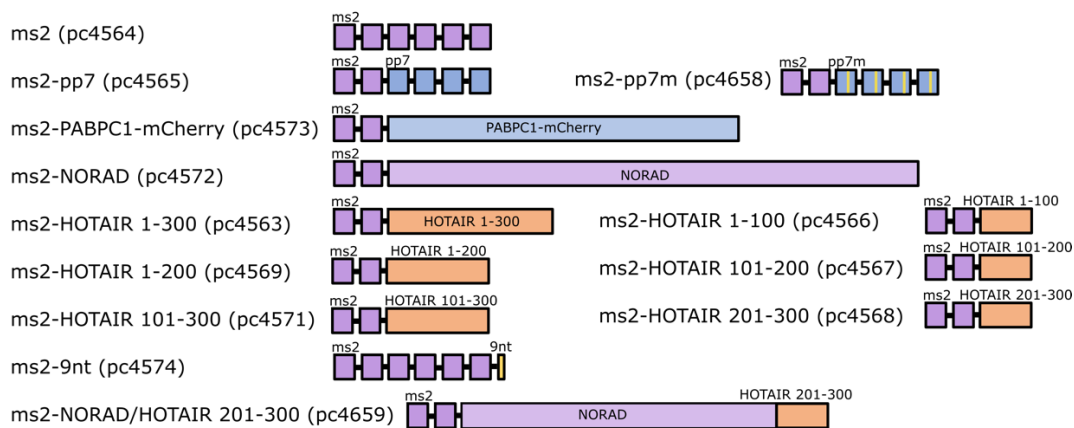 ms2 (pc4564) ms2
ms2-pp7 (pc4565) ms2 pp7 ms2-pp7m (pc4658) ms2 pp7m
ms2-PABPC1-mCherry (pc4573) ms2 PABPC1-mCherry
ms2-NORAD (pc4572) ms2 NORAD
ms2-HOTAIR 1-300 (pc4563) ms2 HOTAIR 1-300 ms2-HOTAIR 1-100 (pc4566) ms2 HOTAIR 1-100
ms2-HOTAIR 1-200 (pc4569) ms2 HOTAIR 1-200 ms2-HOTAIR 101-200 (pc4567) ms2 HOTAIR 101-200
ms2-HOTAIR 101-300 (pc4571) ms2 HOTAIR 101-300 ms2-HOTAIR 201-300 (pc4568) ms2 HOTAIR 201-300
ms2-9nt (pc4574) ms2 9nt
ms2-NORAD/HOTAIR 201-300 (pc4659) ms2 NORAD HOTAIR 201-300